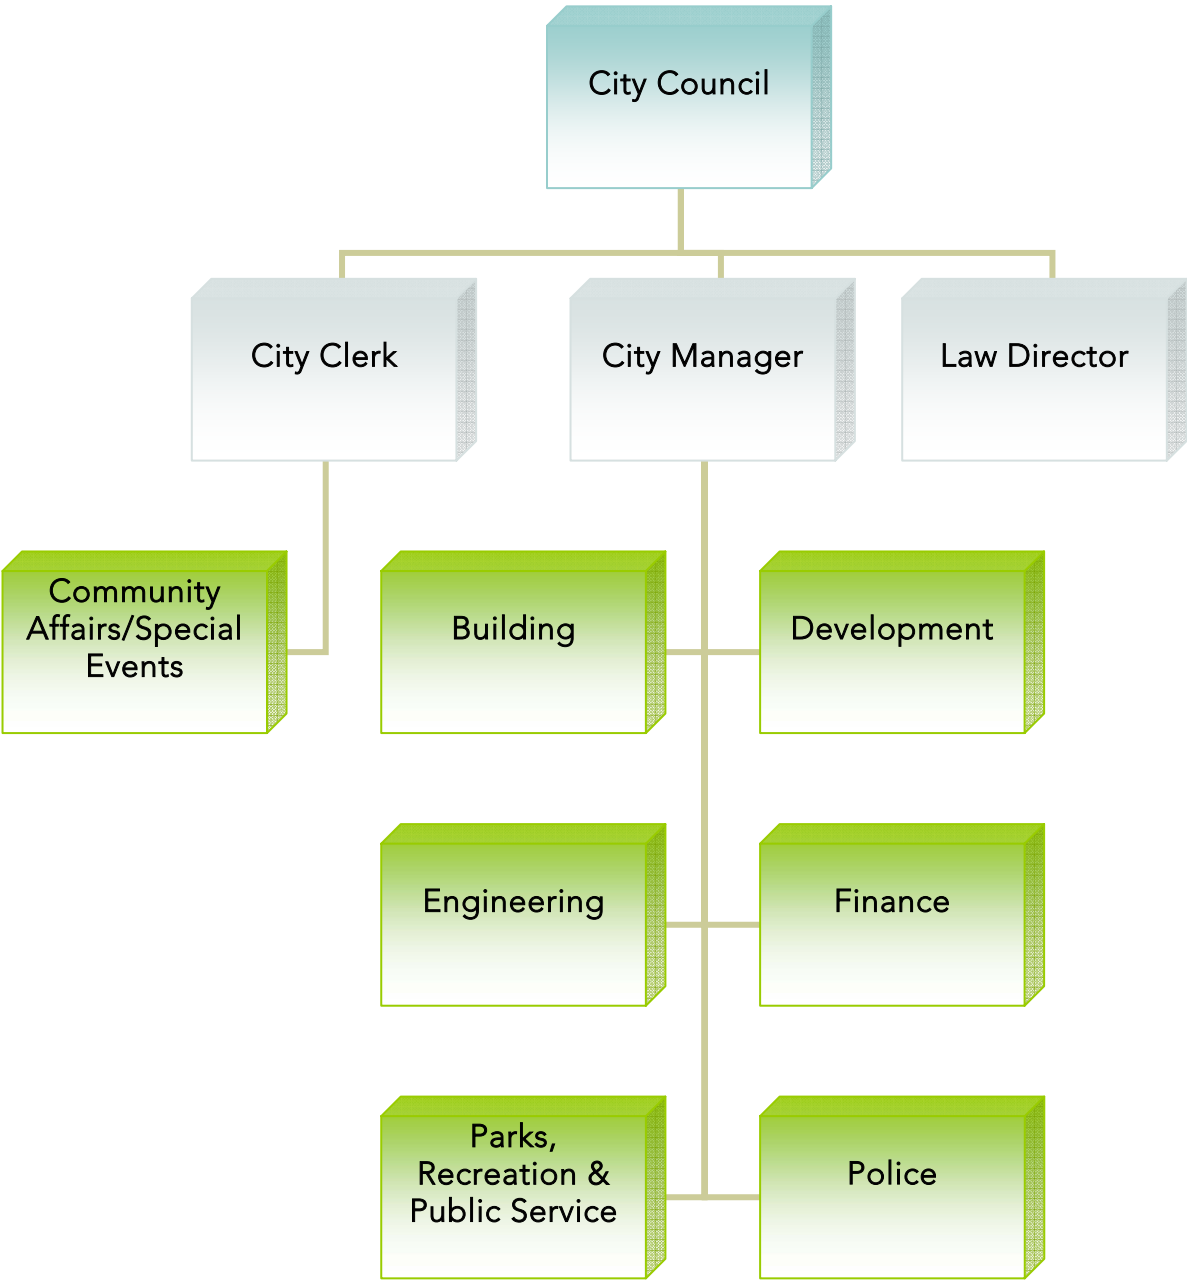 City Council
City Clerk
City Manager
Law Director
Community
Affairs/Special
Events
Building
Development
Engineering
Finance
Parks,
Recreation &
Public Service
Police